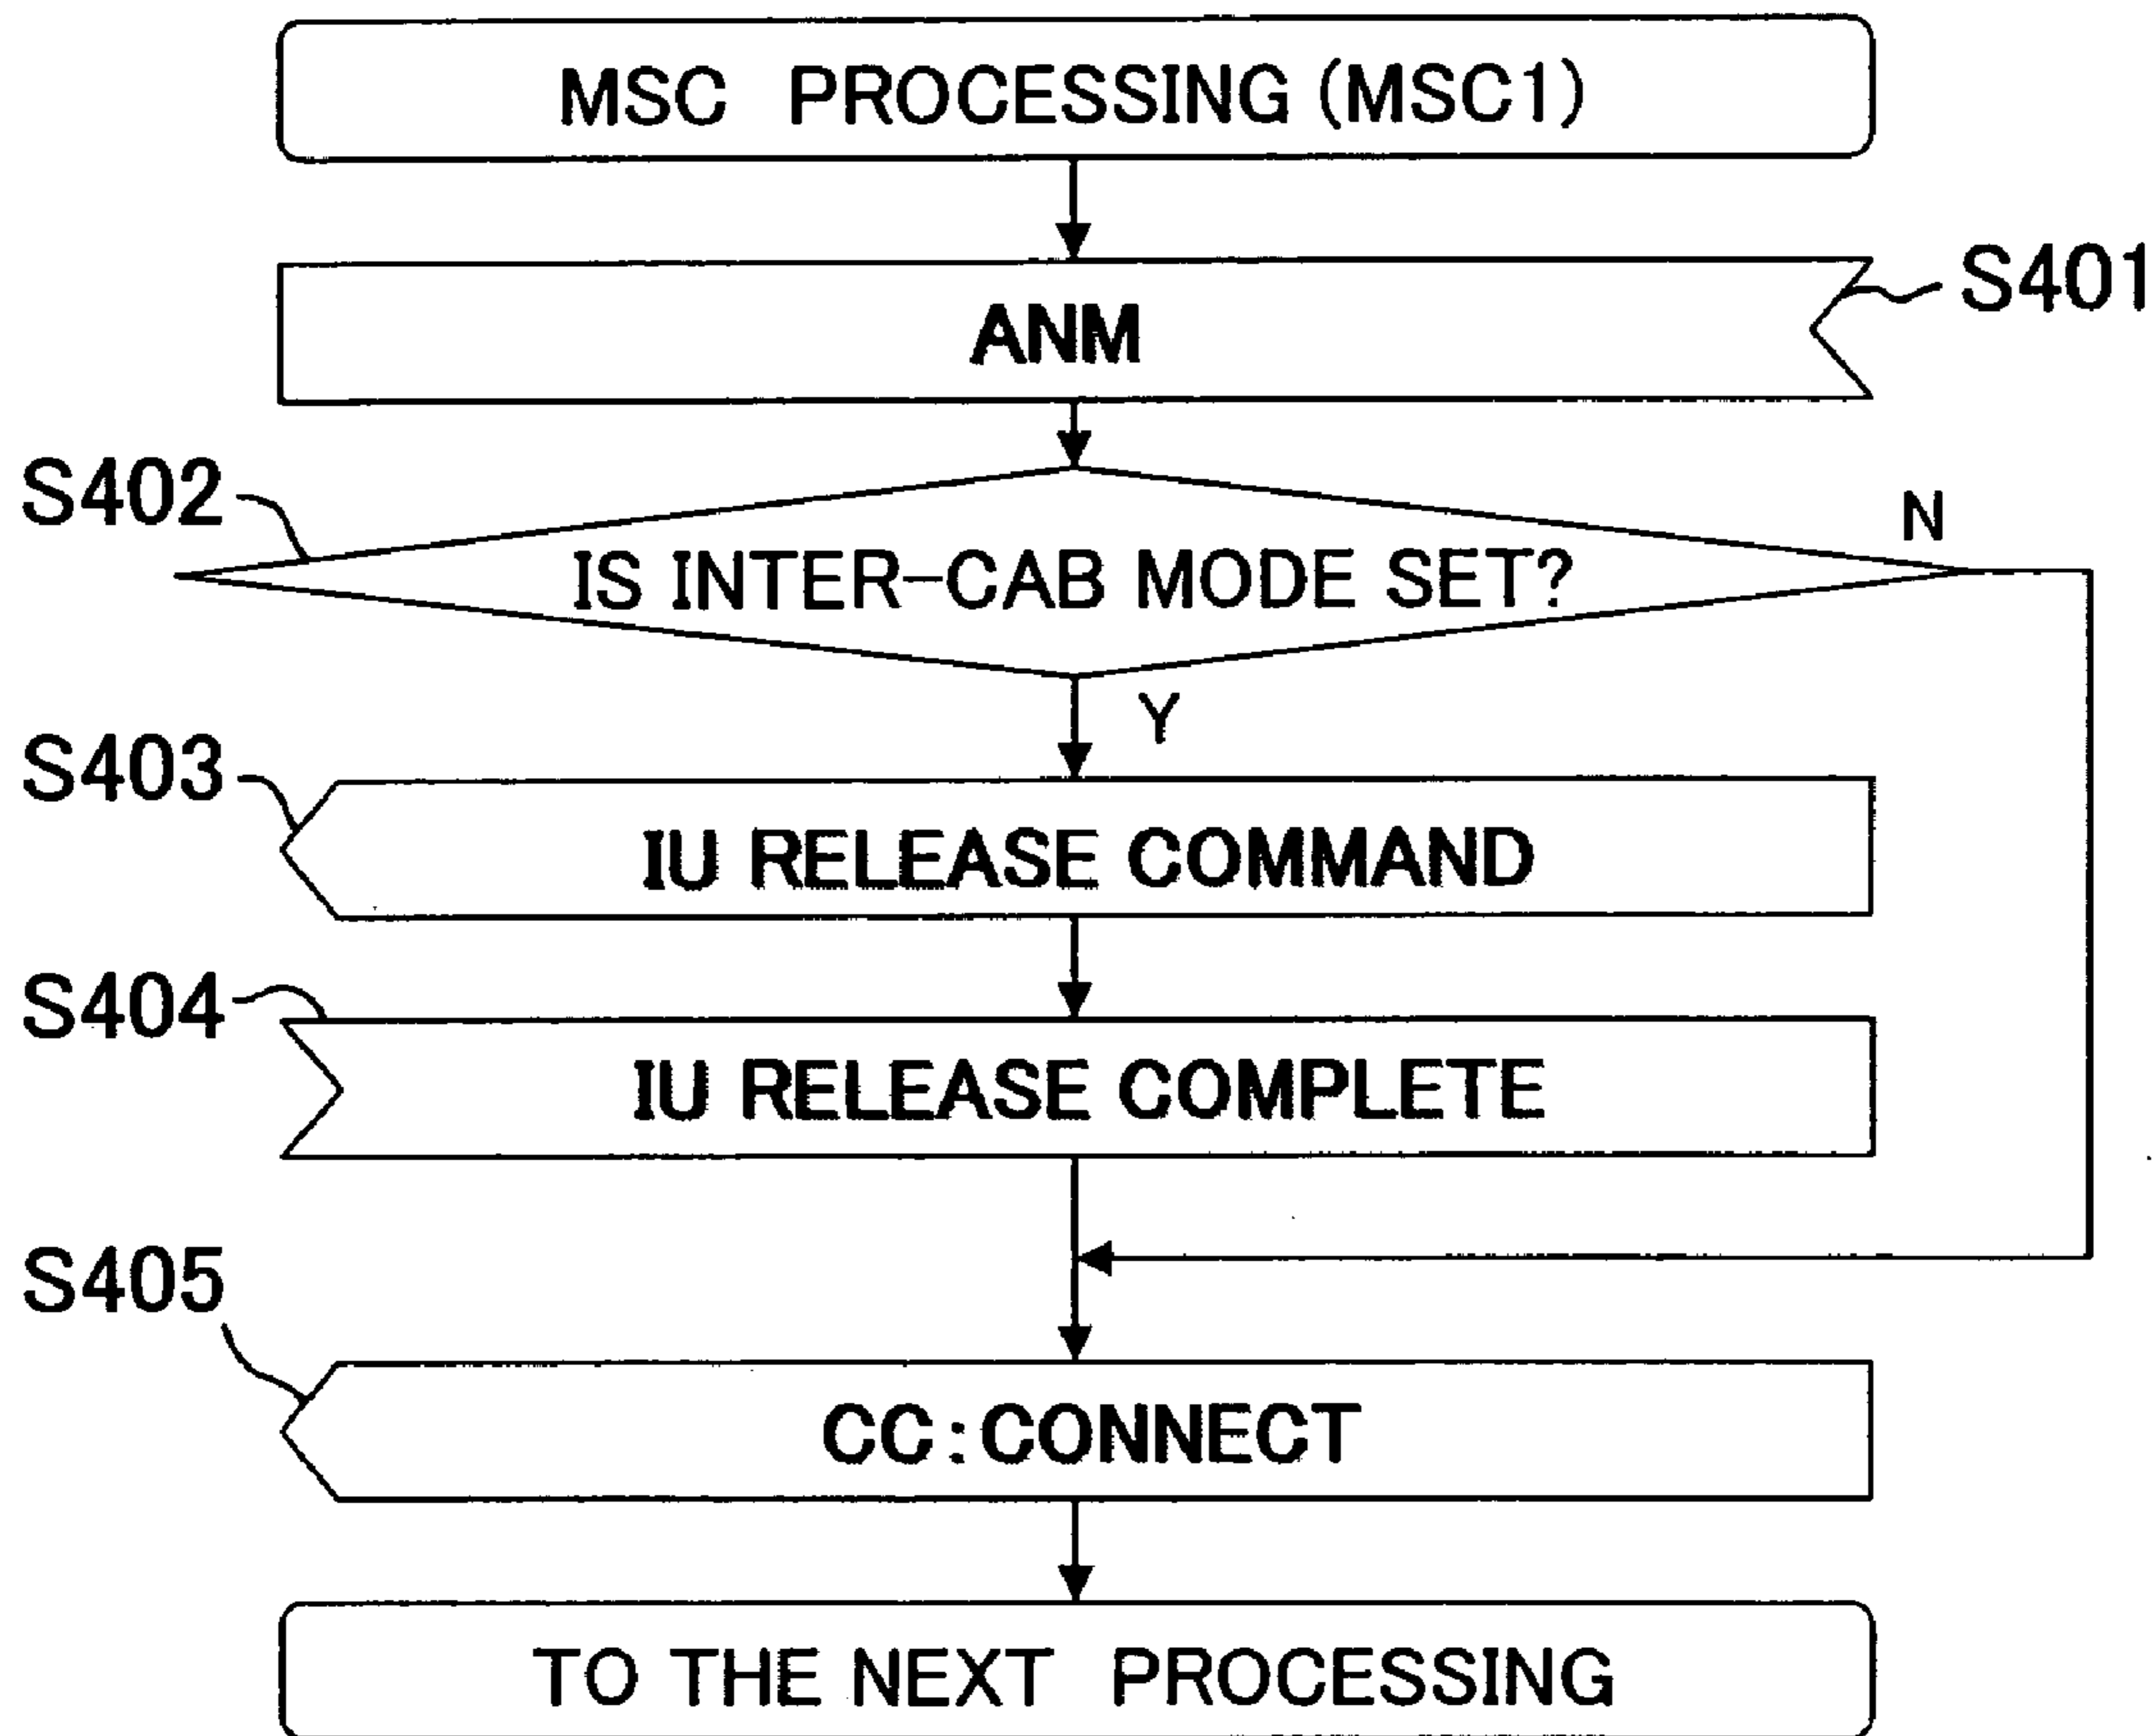 MSC PROCESSING (MSC1)
S401
ANM
S402
N
IS INTER-CAB MODE SET?
Y
S403
IU RELEASE COMMAND
S404
IU RELEASE COMPLETE
S405
CC:CONNECT
TO THE NEXT PROCESSING